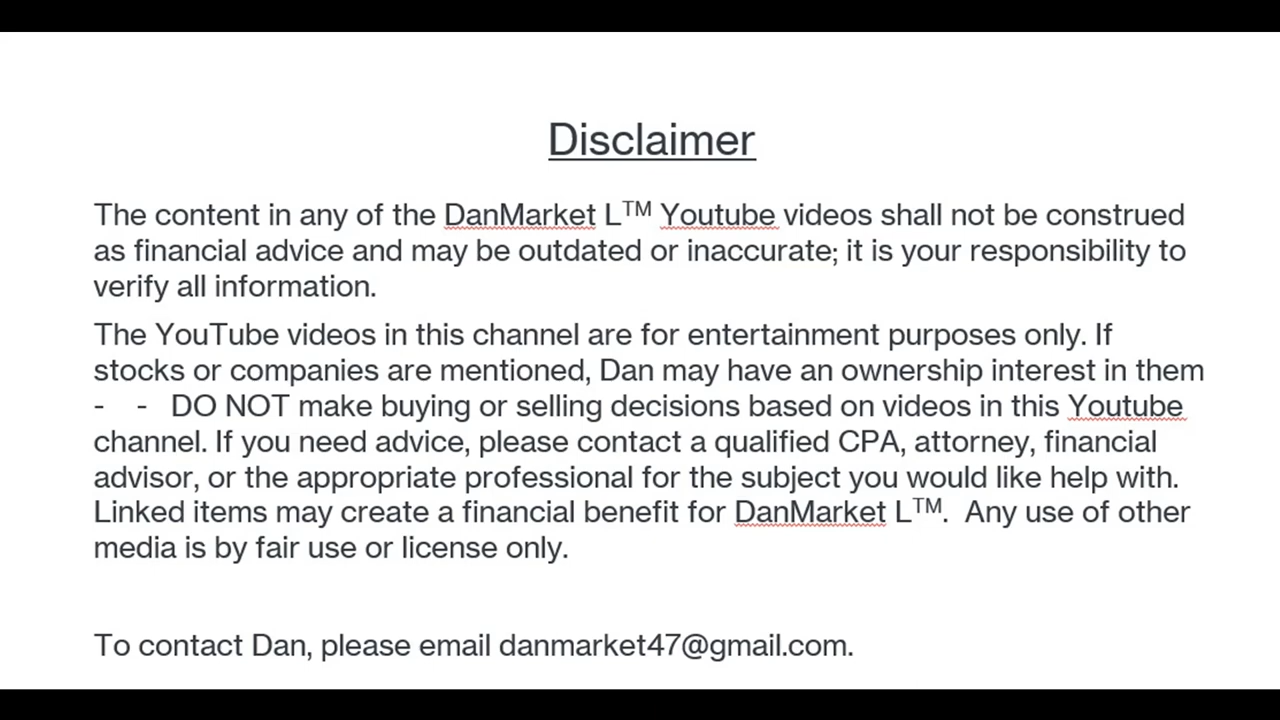 Disclaimer
The content in any of the DanMarket L™ Youtube videos shall not be construed
as financial advice and may be outdated or inaccurate; it is your responsibility to
verify all information.
The YouTube videos in this channel are for entertainment purposes only. If
stocks or companies are mentioned, Dan may have an ownership interest in them
- - DO NOT make buying or selling decisions based on videos in this Youtube
channel. If you need advice, please contact a qualified CPA, attorney, financial
advisor, or the appropriate professional for the subject you would like help with.
Linked items may create a financial benefit for DanMarket L™. Any use of other
media is by fair use or license only.
To contact Dan, please email danmarket47@gmail.com.